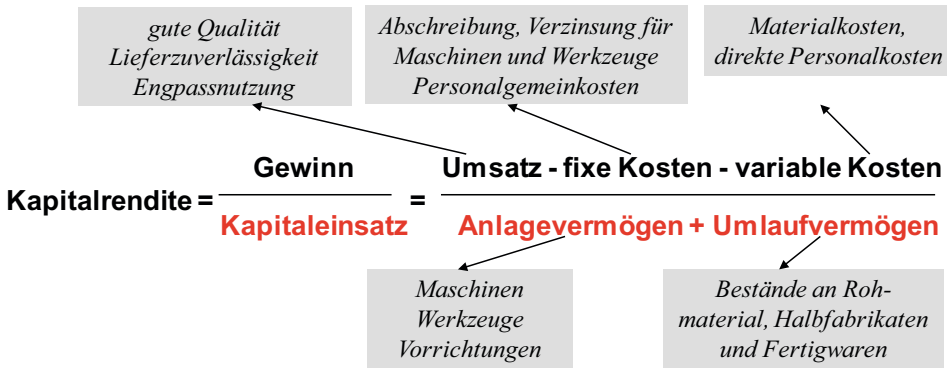 gute Qualität
Lieferzuverlässigkeit
Engpassnutzung
Abschreibung, Verzinsung für
Maschinen und Werkzeuge
Personalgemeinkosten
Materialkosten,
direkte Personalkosten
Kapitalrendite = Gewinn / Kapitaleinsatz = Umsatz - fixe Kosten - variable Kosten / Anlagevermögen + Umlaufvermögen
Maschinen
Werkzeuge
Vorrichtungen
Bestände an Roh-
material, Halbfabrikaten
und Fertigwaren